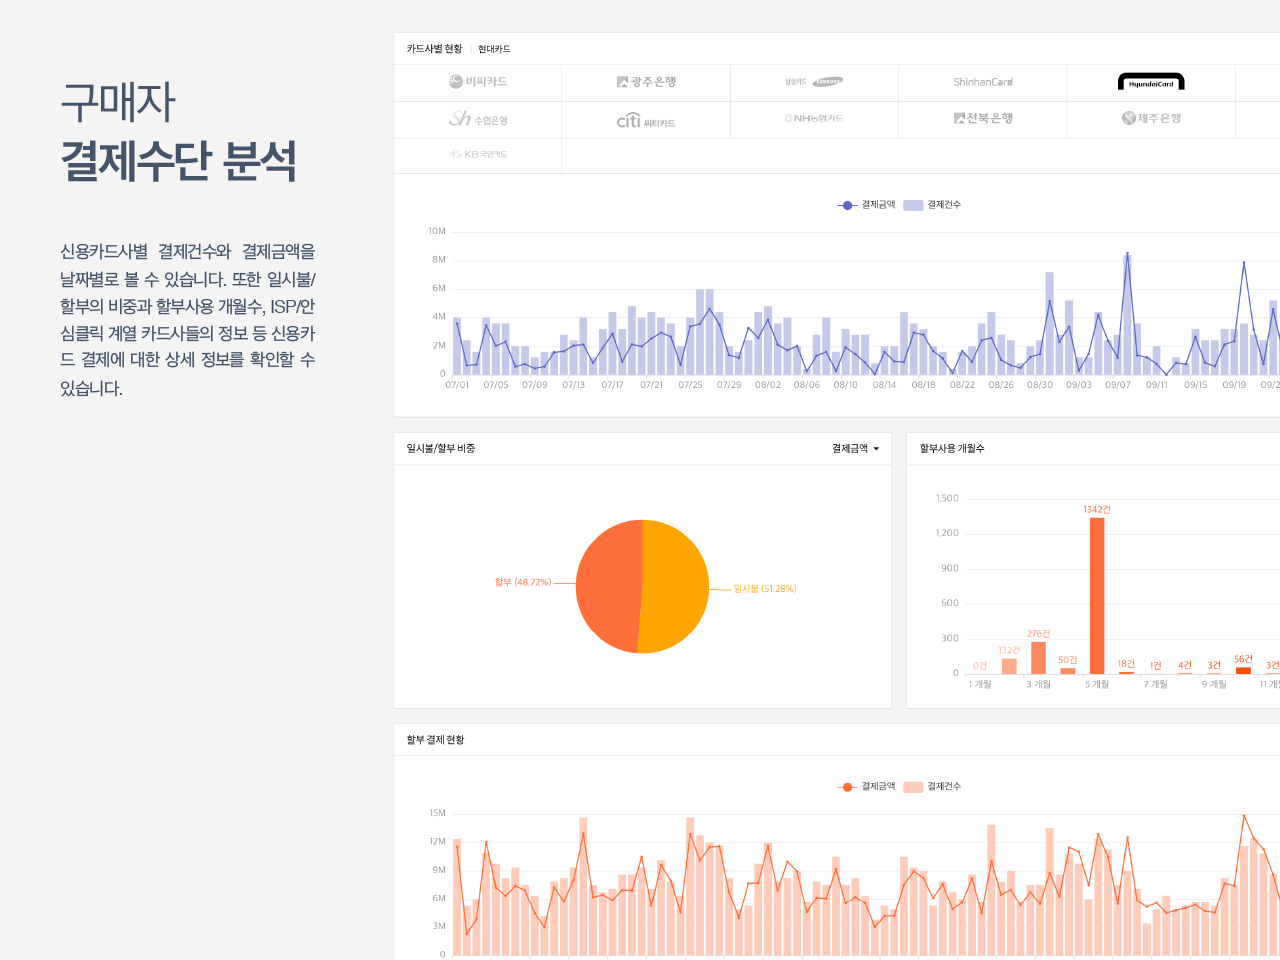 구매자
결제수단 분석
신용카드사별 결제건수와 결제금액을
날짜별로 볼 수 있습니다. 또한 일시불/
할부의 비중과 할부사용 개월수, ISP/안
심클릭 계열 카드사들의 정보 등 신용카
드 결제에 대한 상세 정보를 확인할 수
있습니다.
카드사별 현황 | 현대카드
비씨카드 광주은행 삼성카드 SAMSUNG ShinhanCard HyundaiCard
Sh 수협은행 citi 씨티카드 NH농협카드 전북은행 제주은행
KB국민카드
결제금액 결제건수
10M
8M
6M
4M
2M
0
07/01 07/05 07/09 07/13 07/17 07/21 07/25 07/29 08/02 08/06 08/10 08/14 08/18 08/22 08/26 08/30 09/03 09/07 09/11 09/15 09/19 09/2
일시불/할부 비중 결제금액
할부 (48.72%) 일시불 (51.28%)
할부사용 개월수
1,500
1,200
900
600
300
0
0건 132건 276건 50건 1342건 18건 1건 4건 3건 56건 3건
1 개월 3 개월 5 개월 7 개월 9 개월 11 개
할부 결제 현황
결제금액 결제건수
15M
12M
9M
6M
3M
0